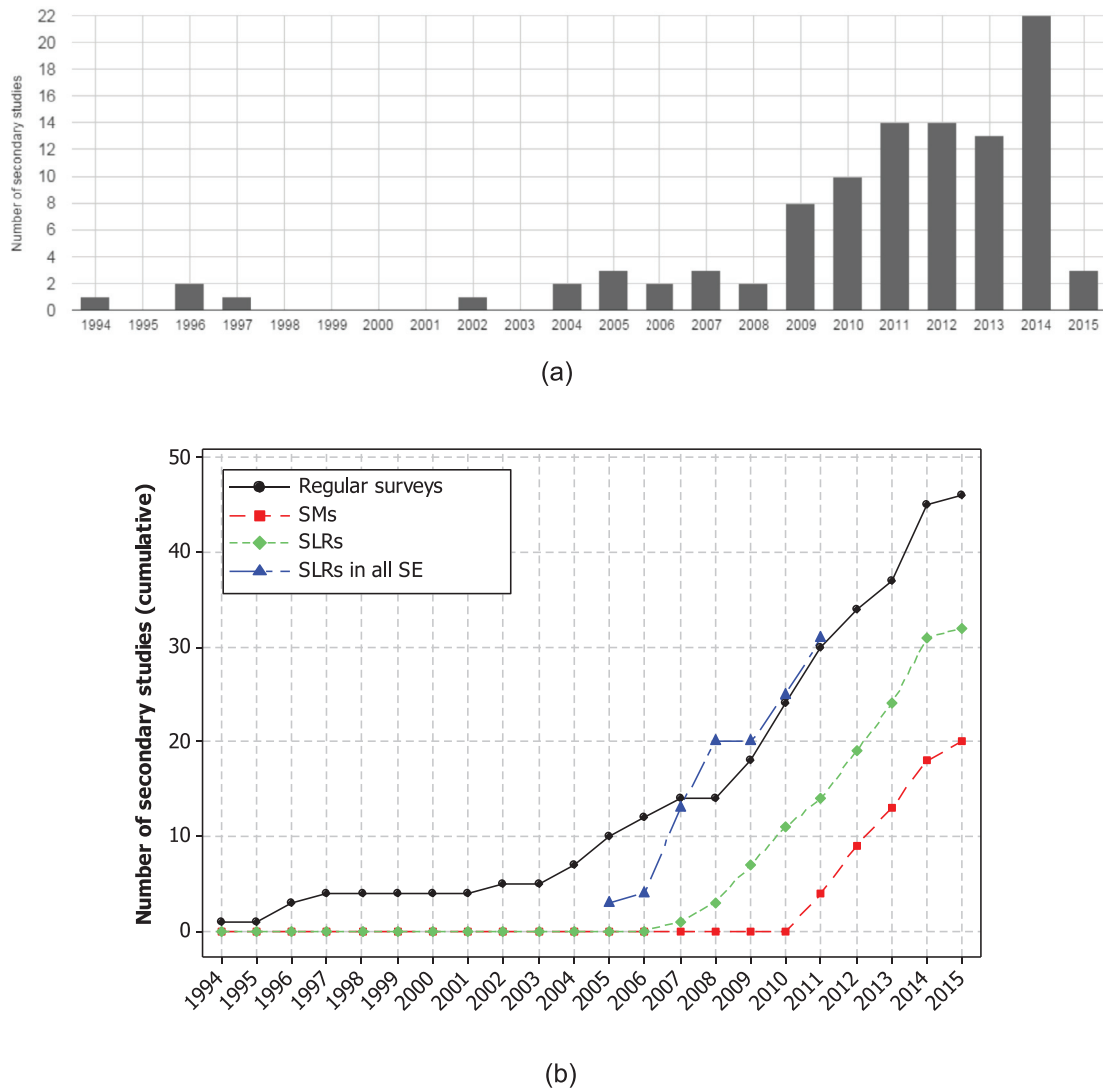 22
20
18
16
14
12
10
8
6
4
2
0
Number of secondary studies
1994 1995 1996 1997 1998 1999 2000 2001 2002 2003 2004 2005 2006 2007 2008 2009 2010 2011 2012 2013 2014 2015
(a)
50
40
30
20
10
0
Number of secondary studies (cumulative)
Regular surveys
SMs
SLRs
SLRs in all SE
1994 1995 1996 1997 1998 1999 2000 2001 2002 2003 2004 2005 2006 2007 2008 2009 2010 2011 2012 2013 2014 2015
(b)